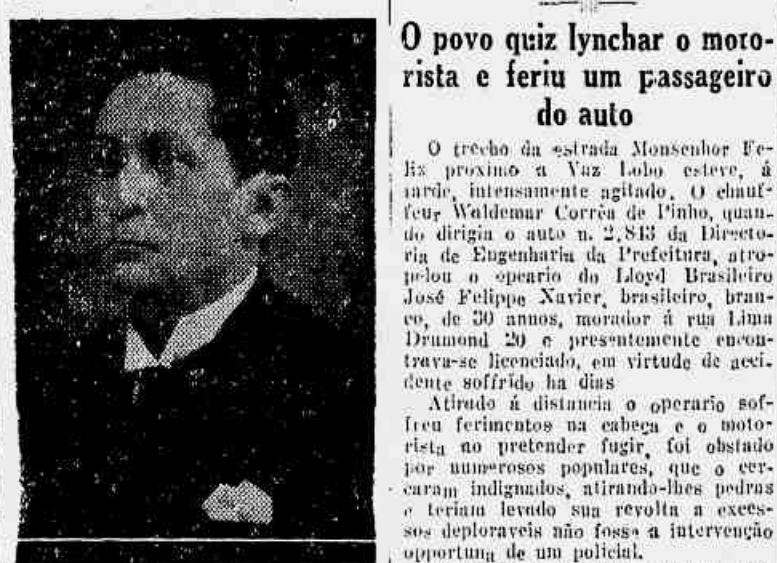 O povo quiz lynchar o moto-
rista e feriu um passageiro
do auto
O trecho da estrada Monsenhor Fe-
lix proximo a Vaz Lobo esteve, á
tarde, intensamente agitado. O chauf-
feur Waldemar Corrêa de Pinho, quan-
do dirigia o auto n. 2.843 da Directo-
ria de Engenharia da Prefeitura, atro-
pelou o opeario do Lloyd Brasileiro
José Felippe Xavier, brasileiro, bran-
co, de 30 annos, morador á rua Lima
Drumond 20 e presentemente encon-
trava-se licenciado, em virtude de acci-
dente soffrido ha dias
Atirado á distancia o operario sof-
freu ferimentos na cabeça e o moto-
rista ao pretender fugir, foi obstado
por numerosos populares, que o cer-
caram indignados, atirando-lhes pedras
e teriam levado sua revolta a exces-
sos deploraveis não fosse a intervenção
opportuna de um policial.